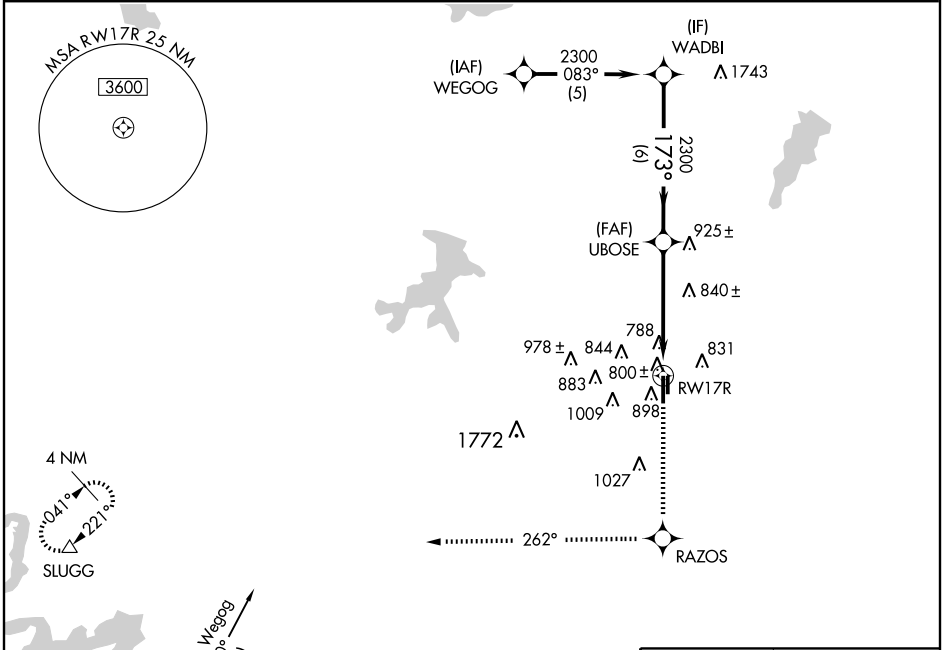 MSA RW17R 25 NM
3600
(IAF)
WEGOG
2300
083°
(5)
(IF)
WADBI
1743
2300
173°
(6)
(FAF)
UBOSE
925±
840±
788
978±
844
831
800±
883
RW17R
1009
898
1772
1027
4 NM
041°
221°
SLUGG
262°
RAZOS
Wegog